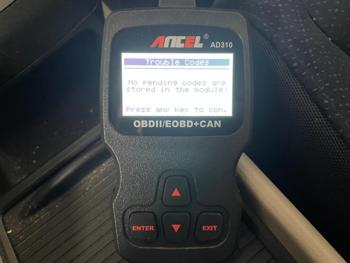 ANCEL®
AD310
Trouble Codes
No pending codes are
stored in the module!
Press any key to con.
OBDII/EOBD+CAN
ENTER
EXIT